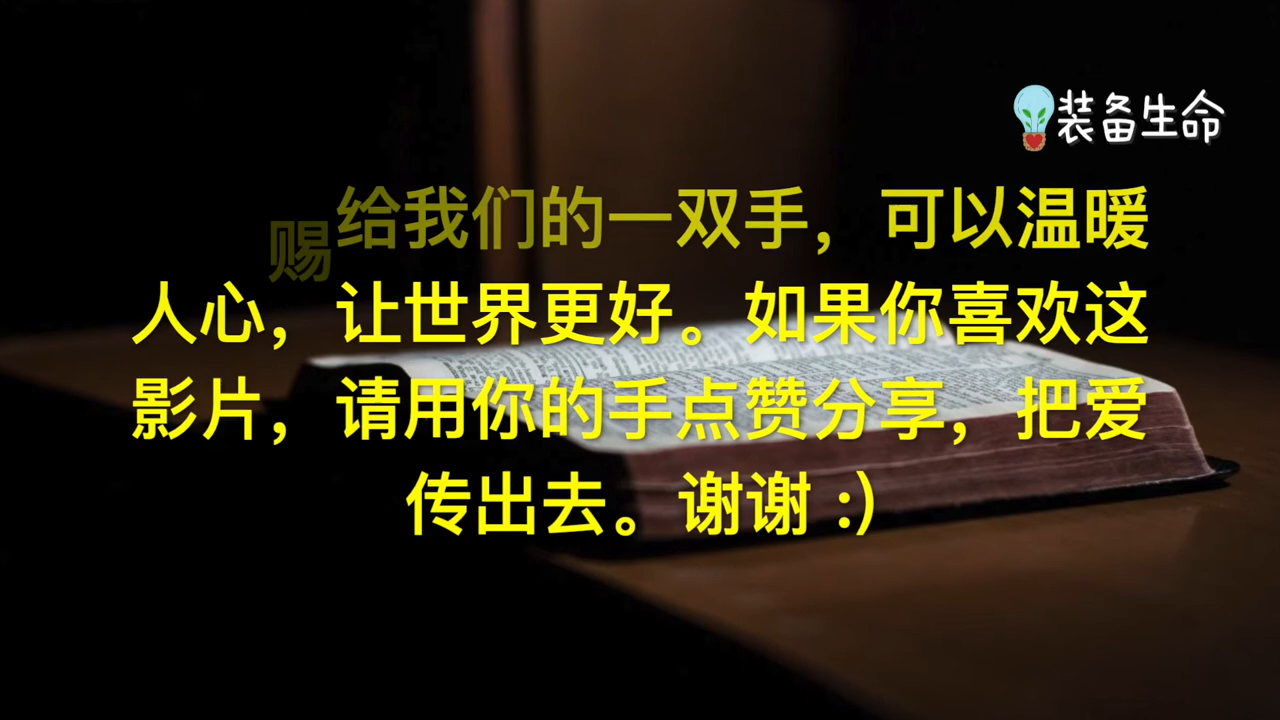 装备生命
赐给我们的一双手，可以温暖
人心，让世界更好。如果你喜欢这
影片，请用你的手点赞分享，把爱
传出去。谢谢 :)